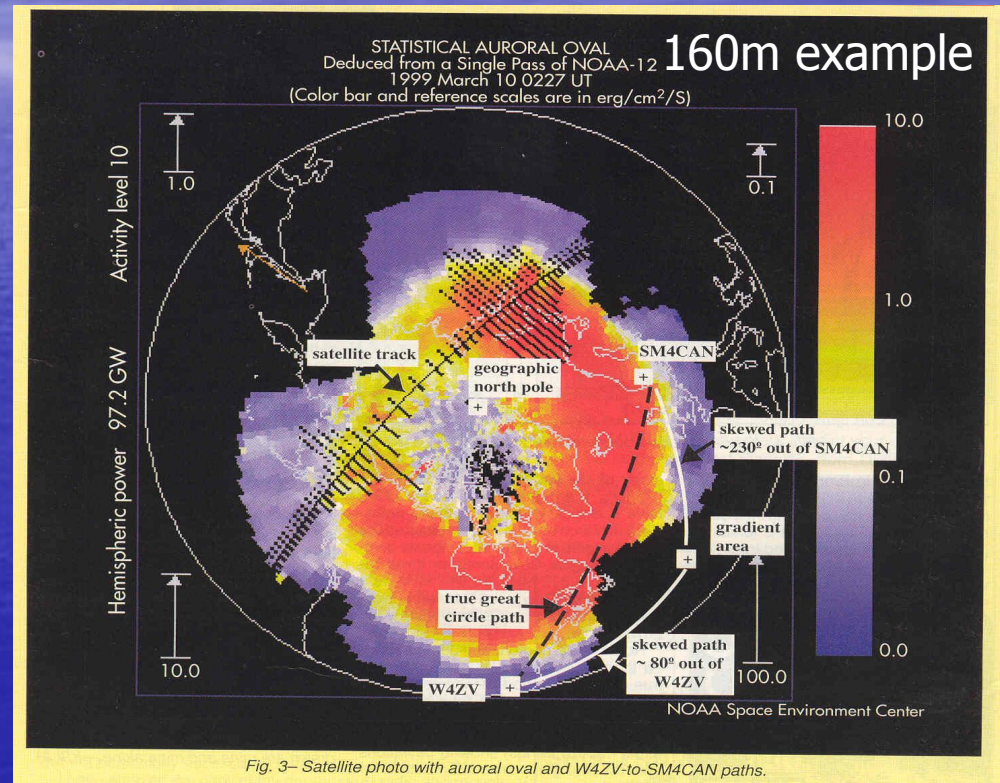 160m example
STATISTICAL AURORAL OVAL
Deduced from a Single Pass of NOAA-12
1999 March 10 0227 UT
(Color bar and reference scales are in erg/cm²/S)
10.0
1.0
0.1
Hemispheric power 97.2 GW Activity level 10
1.0
satellite track
geographic
north pole
+
SM4CAN
+
skewed path
~230º out of SM4CAN
0.1
gradient
area
+
true great
circle path
skewed path
~ 80º out of
W4ZV
10.0
W4ZV
+
100.0
0.0
NOAA Space Environment Center
Fig. 3– Satellite photo with auroral oval and W4ZV-to-SM4CAN paths.